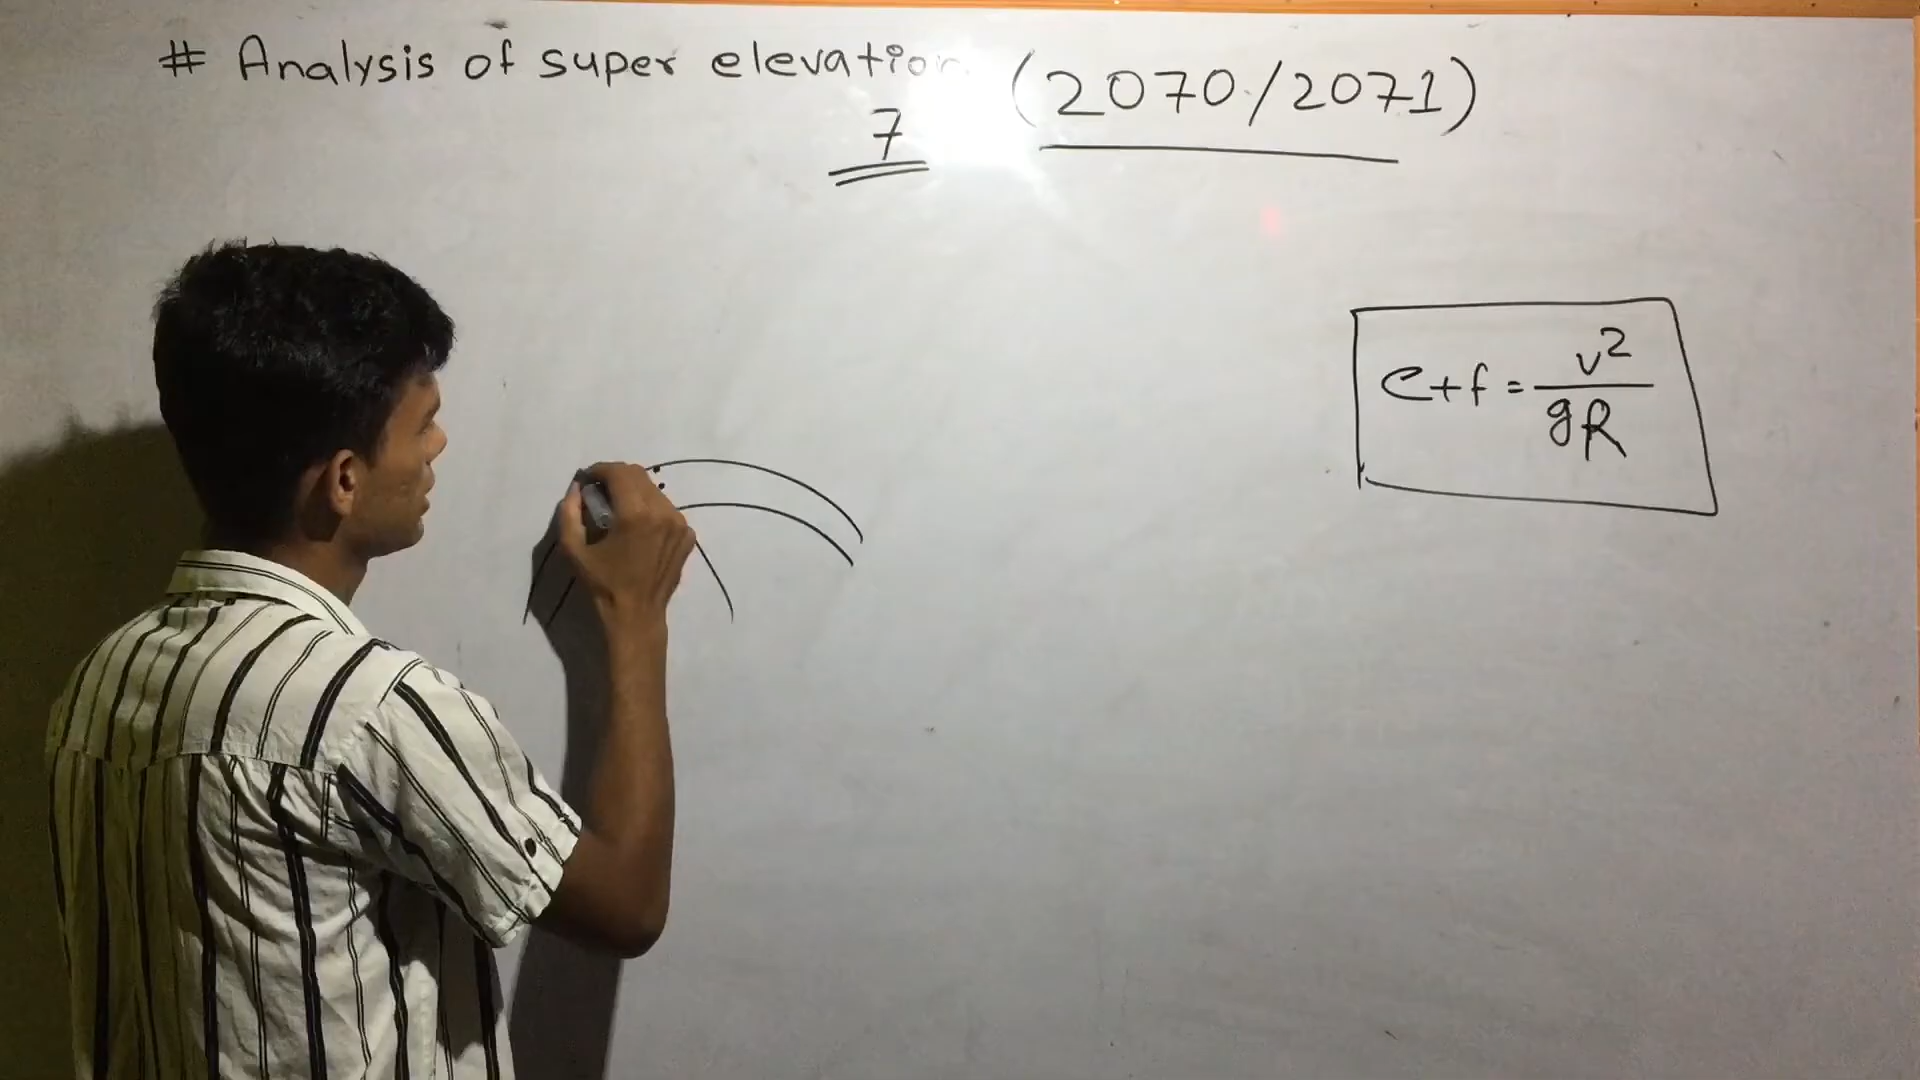 # Analysis of super elevation (2070/2071)
7
e+f = v²/gR